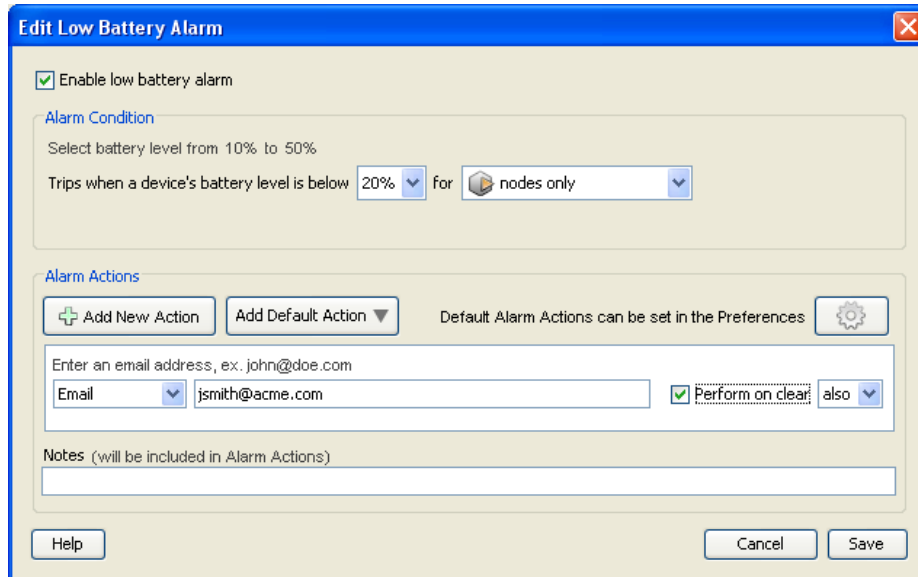 Edit Low Battery Alarm
Enable low battery alarm
Alarm Condition
Select battery level from 10% to 50%
Trips when a device's battery level is below 20% for nodes only
Alarm Actions
Add New Action Add Default Action Default Alarm Actions can be set in the Preferences
Enter an email address, ex. john@doe.com
Email jsmith@acme.com Perform on clear also
Notes (will be included in Alarm Actions)
Help Cancel Save